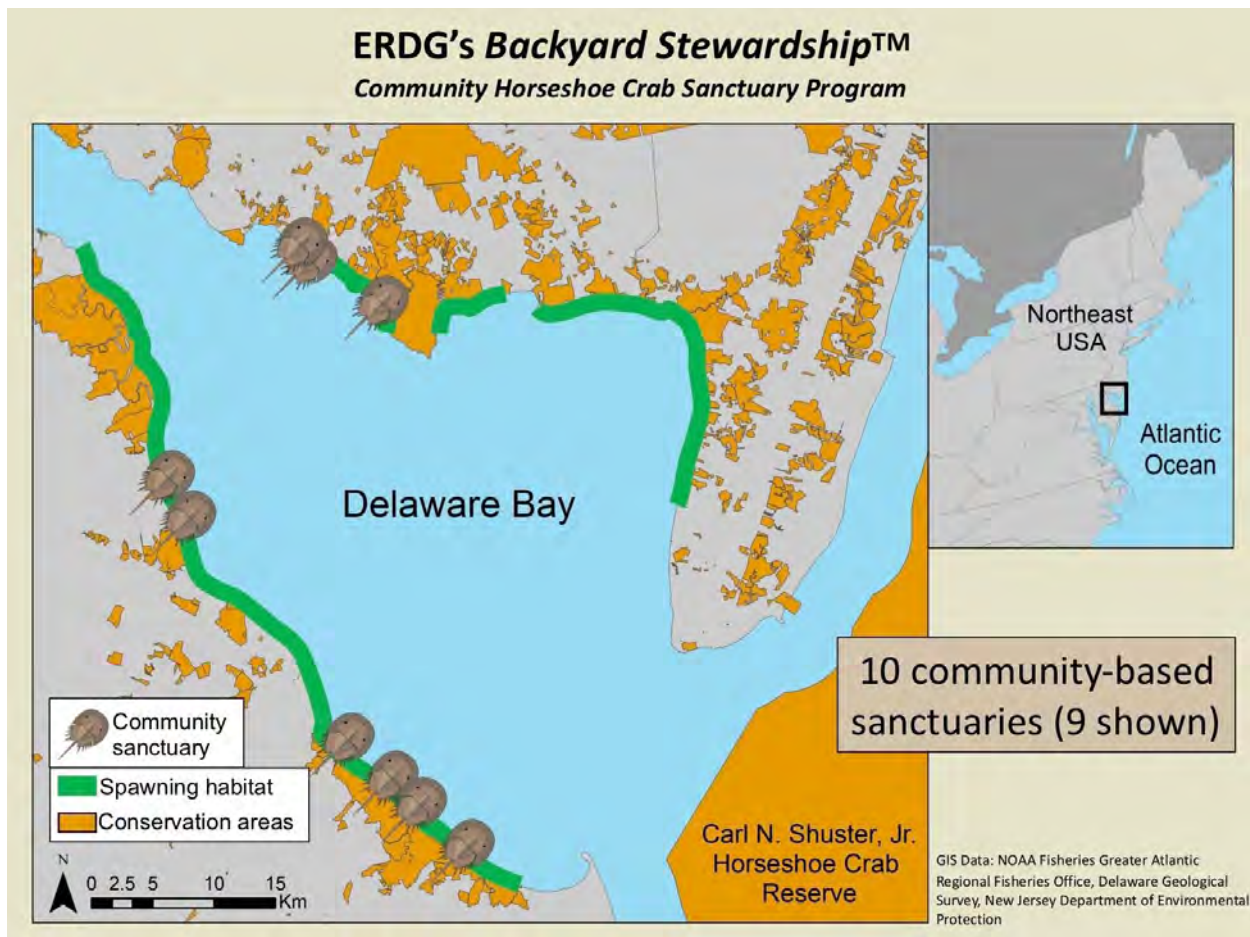 ERDG's Backyard Stewardship™
Community Horseshoe Crab Sanctuary Program
Northeast
USA
Atlantic
Ocean
Delaware Bay
10 community-based
sanctuaries (9 shown)
Community
sanctuary
Spawning habitat
Conservation areas
N
0 2.5 5 10 15
Km
Carl N. Shuster, Jr.
Horseshoe Crab
Reserve
GIS Data: NOAA Fisheries Greater Atlantic
Regional Fisheries Office, Delaware Geological
Survey, New Jersey Department of Environmental
Protection